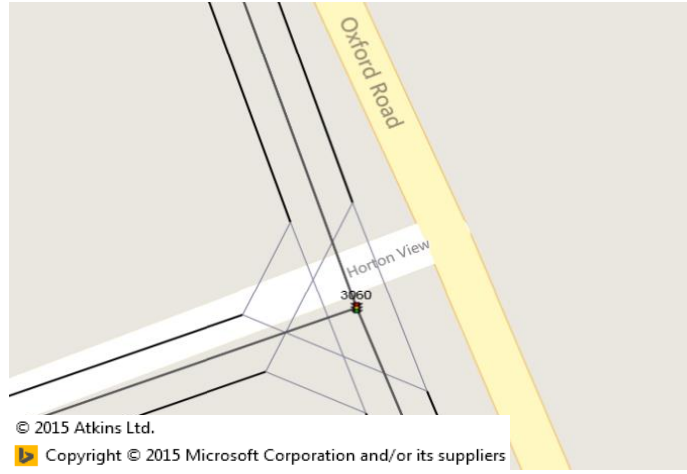 Oxford Road
Horton View
3060
© 2015 Atkins Ltd.
Copyright © 2015 Microsoft Corporation and/or its suppliers